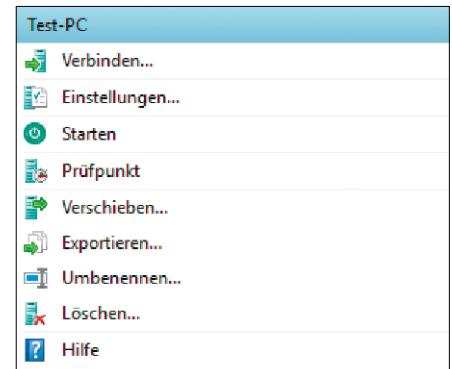 Test-PC
Verbinden...
Einstellungen...
Starten
Prüfpunkt
Verschieben...
Exportieren...
Umbenennen...
Löschen...
Hilfe